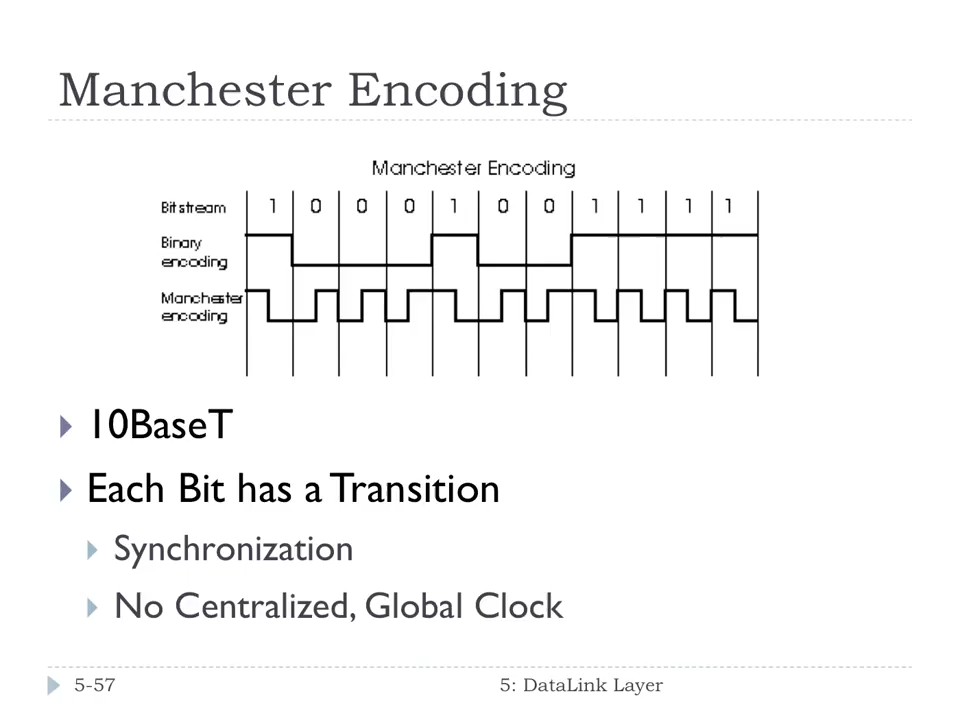 Manchester Encoding
Manchester Encoding
Bitstream 1 0 0 0 1 0 0 1 1 1 1
Binary
encoding
Manchester
encoding
10BaseT
Each Bit has a Transition
Synchronization
No Centralized, Global Clock
5-57 5: DataLink Layer